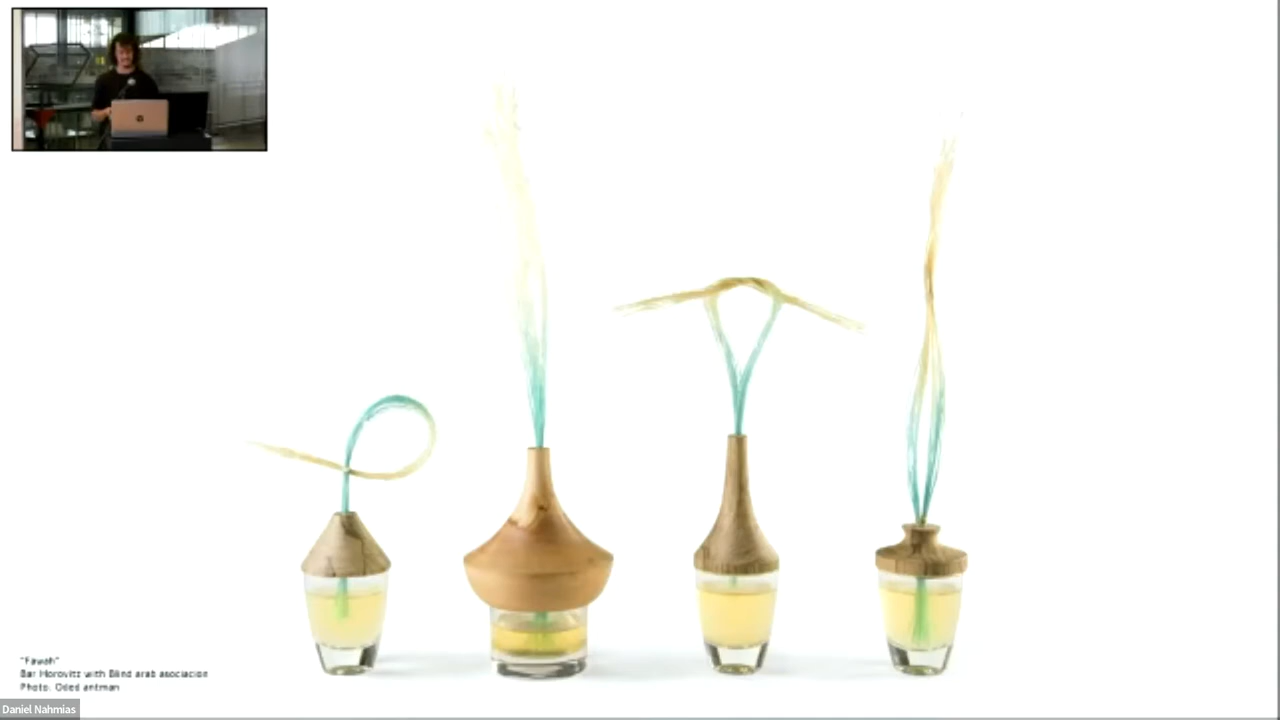 "Fawah"
Bar Horovitz with Blind arab asociacion
Photo: Oded antman
Daniel Nahmias